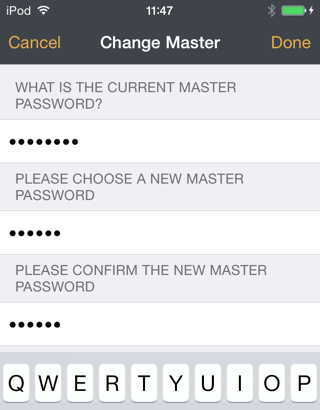 iPod 11:47
Cancel Change Master Done
WHAT IS THE CURRENT MASTER
PASSWORD?
••••••••
PLEASE CHOOSE A NEW MASTER
PASSWORD
••••••
PLEASE CONFIRM THE NEW MASTER
PASSWORD
••••••
Q W E R T Y U I O P